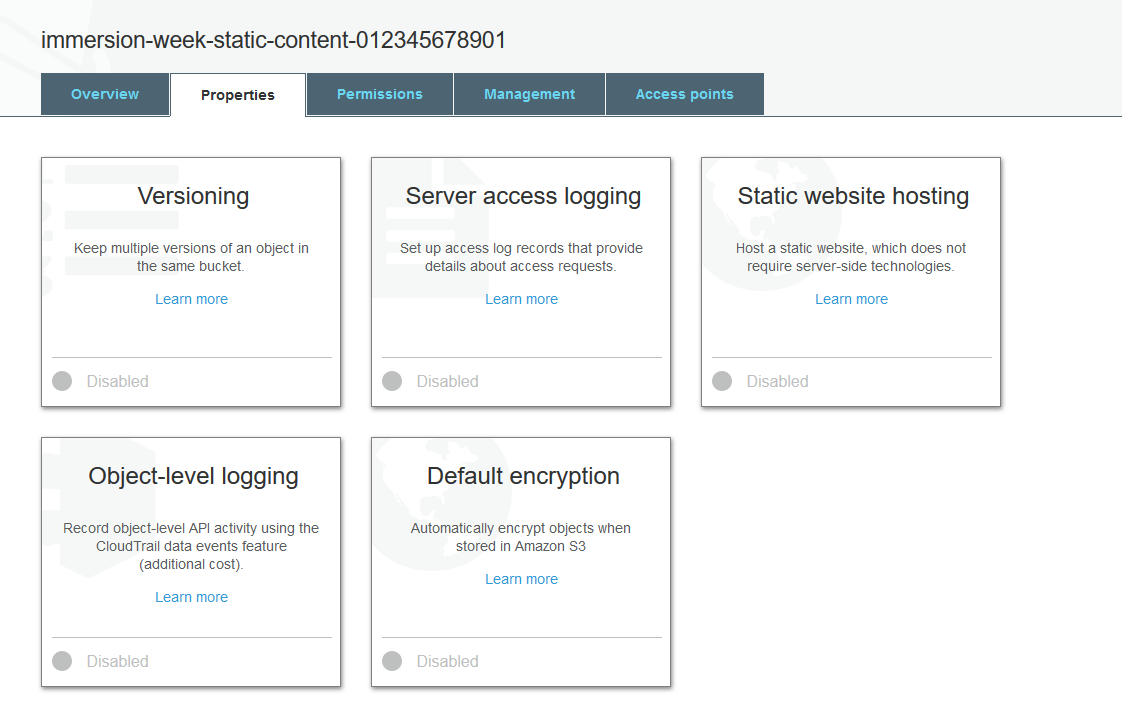 immersion-week-static-content-012345678901
Overview
Properties
Permissions
Management
Access points
Versioning
Keep multiple versions of an object in
the same bucket.
Learn more
Disabled
Server access logging
Set up access log records that provide
details about access requests.
Learn more
Disabled
Static website hosting
Host a static website, which does not
require server-side technologies.
Learn more
Disabled
Object-level logging
Record object-level API activity using the
CloudTrail data events feature
(additional cost).
Learn more
Disabled
Default encryption
Automatically encrypt objects when
stored in Amazon S3
Learn more
Disabled